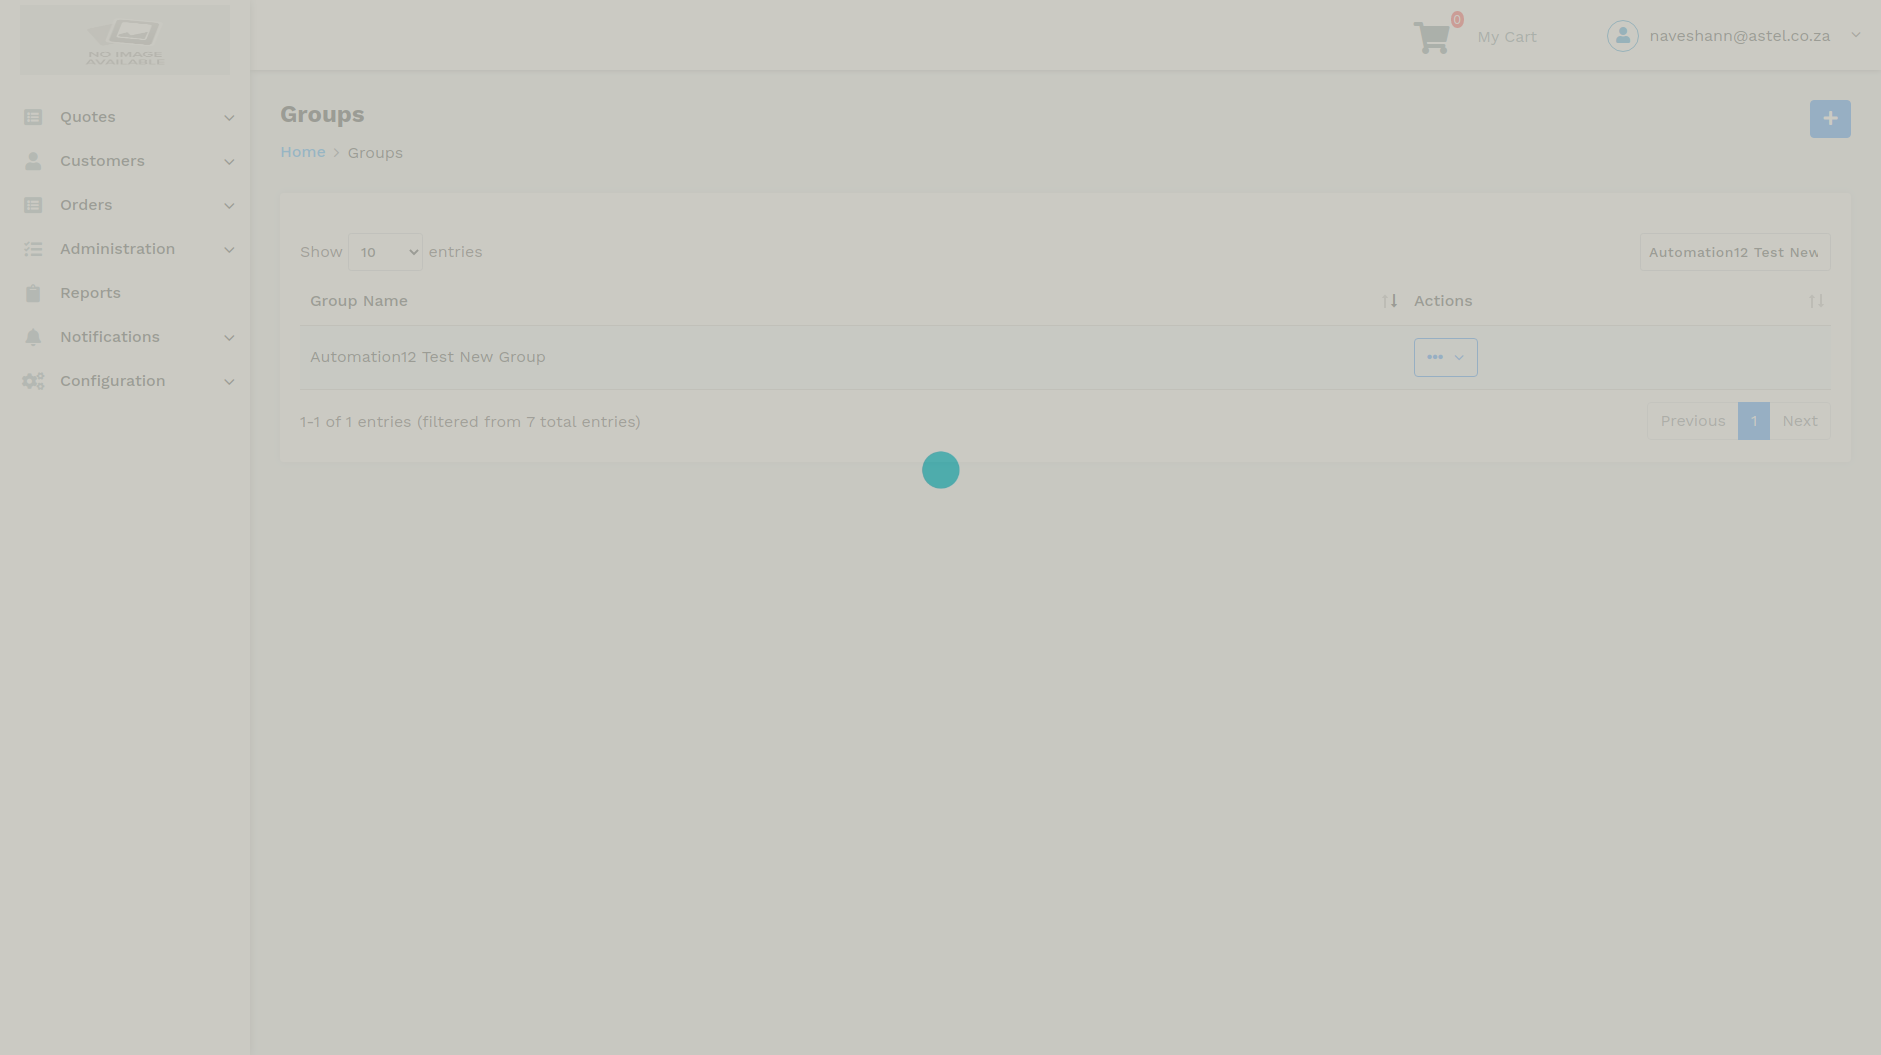 NO IMAGE
AVAILABLE
0
My Cart
naveshann@astel.co.za
Quotes
Customers
Orders
Administration
Reports
Notifications
Configuration
Groups
Home > Groups
Show 10 entries
Automation12 Test New
Group Name
Actions
Automation12 Test New Group
1-1 of 1 entries (filtered from 7 total entries)
Previous 1 Next